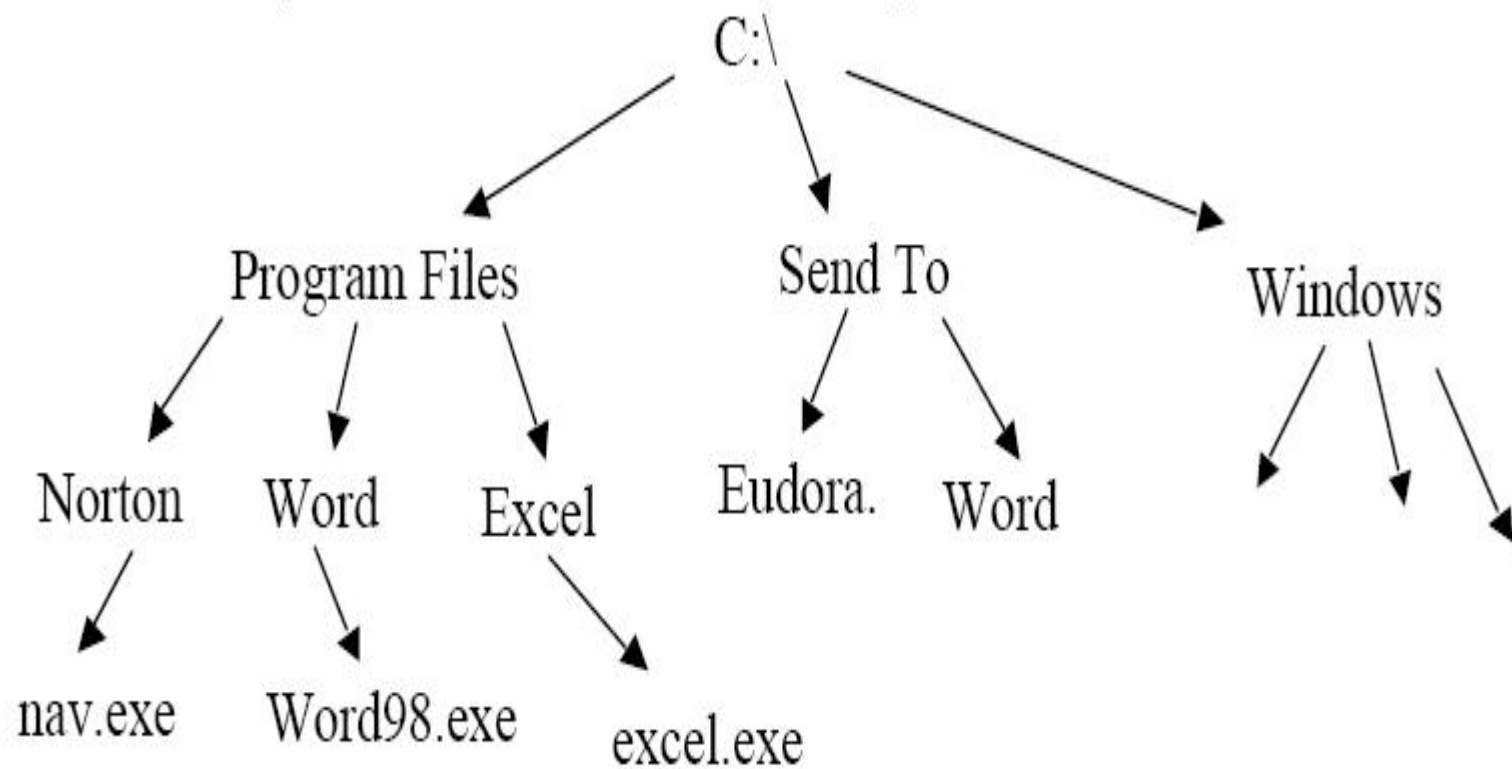 C:\
Program Files
Send To
Windows
Norton
Word
Excel
Eudora.
Word
nav.exe
Word98.exe
excel.exe